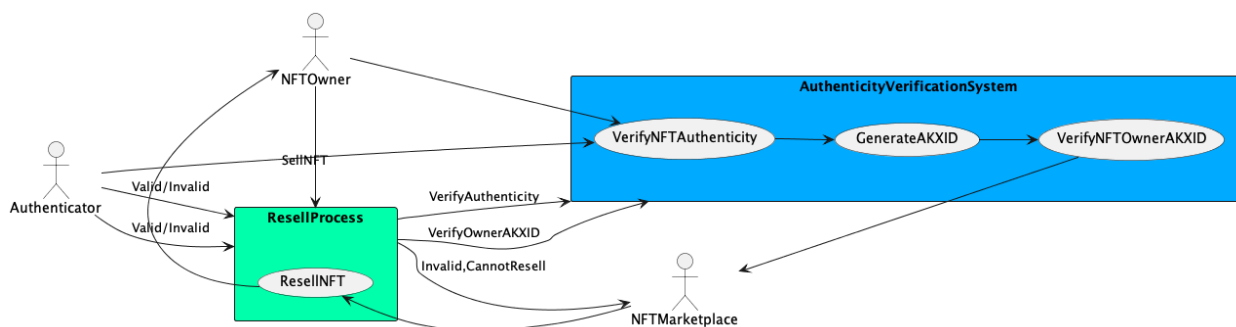 NFTOwner
AuthenticityVerificationSystem
VerifyNFTAuthenticity
GenerateAKXID
VerifyNFTOwnerAKXID
SellNFT
Authenticator
Valid/Invalid
Valid/Invalid
ResellProcess
VerifyAuthenticity
VerifyOwnerAKXID
Invalid,CannotResell
ResellNFT
NFTMarketplace